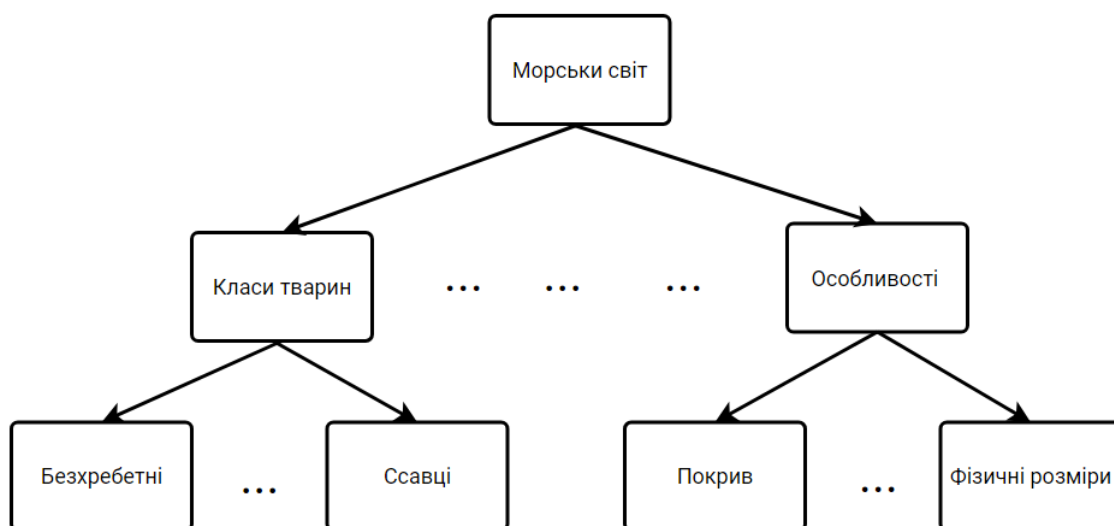 Морськи світ
Класи тварин
... ... ...
Особливості
Безхребетні
...
Ссавці
Покрив
...
Фізичні розміри